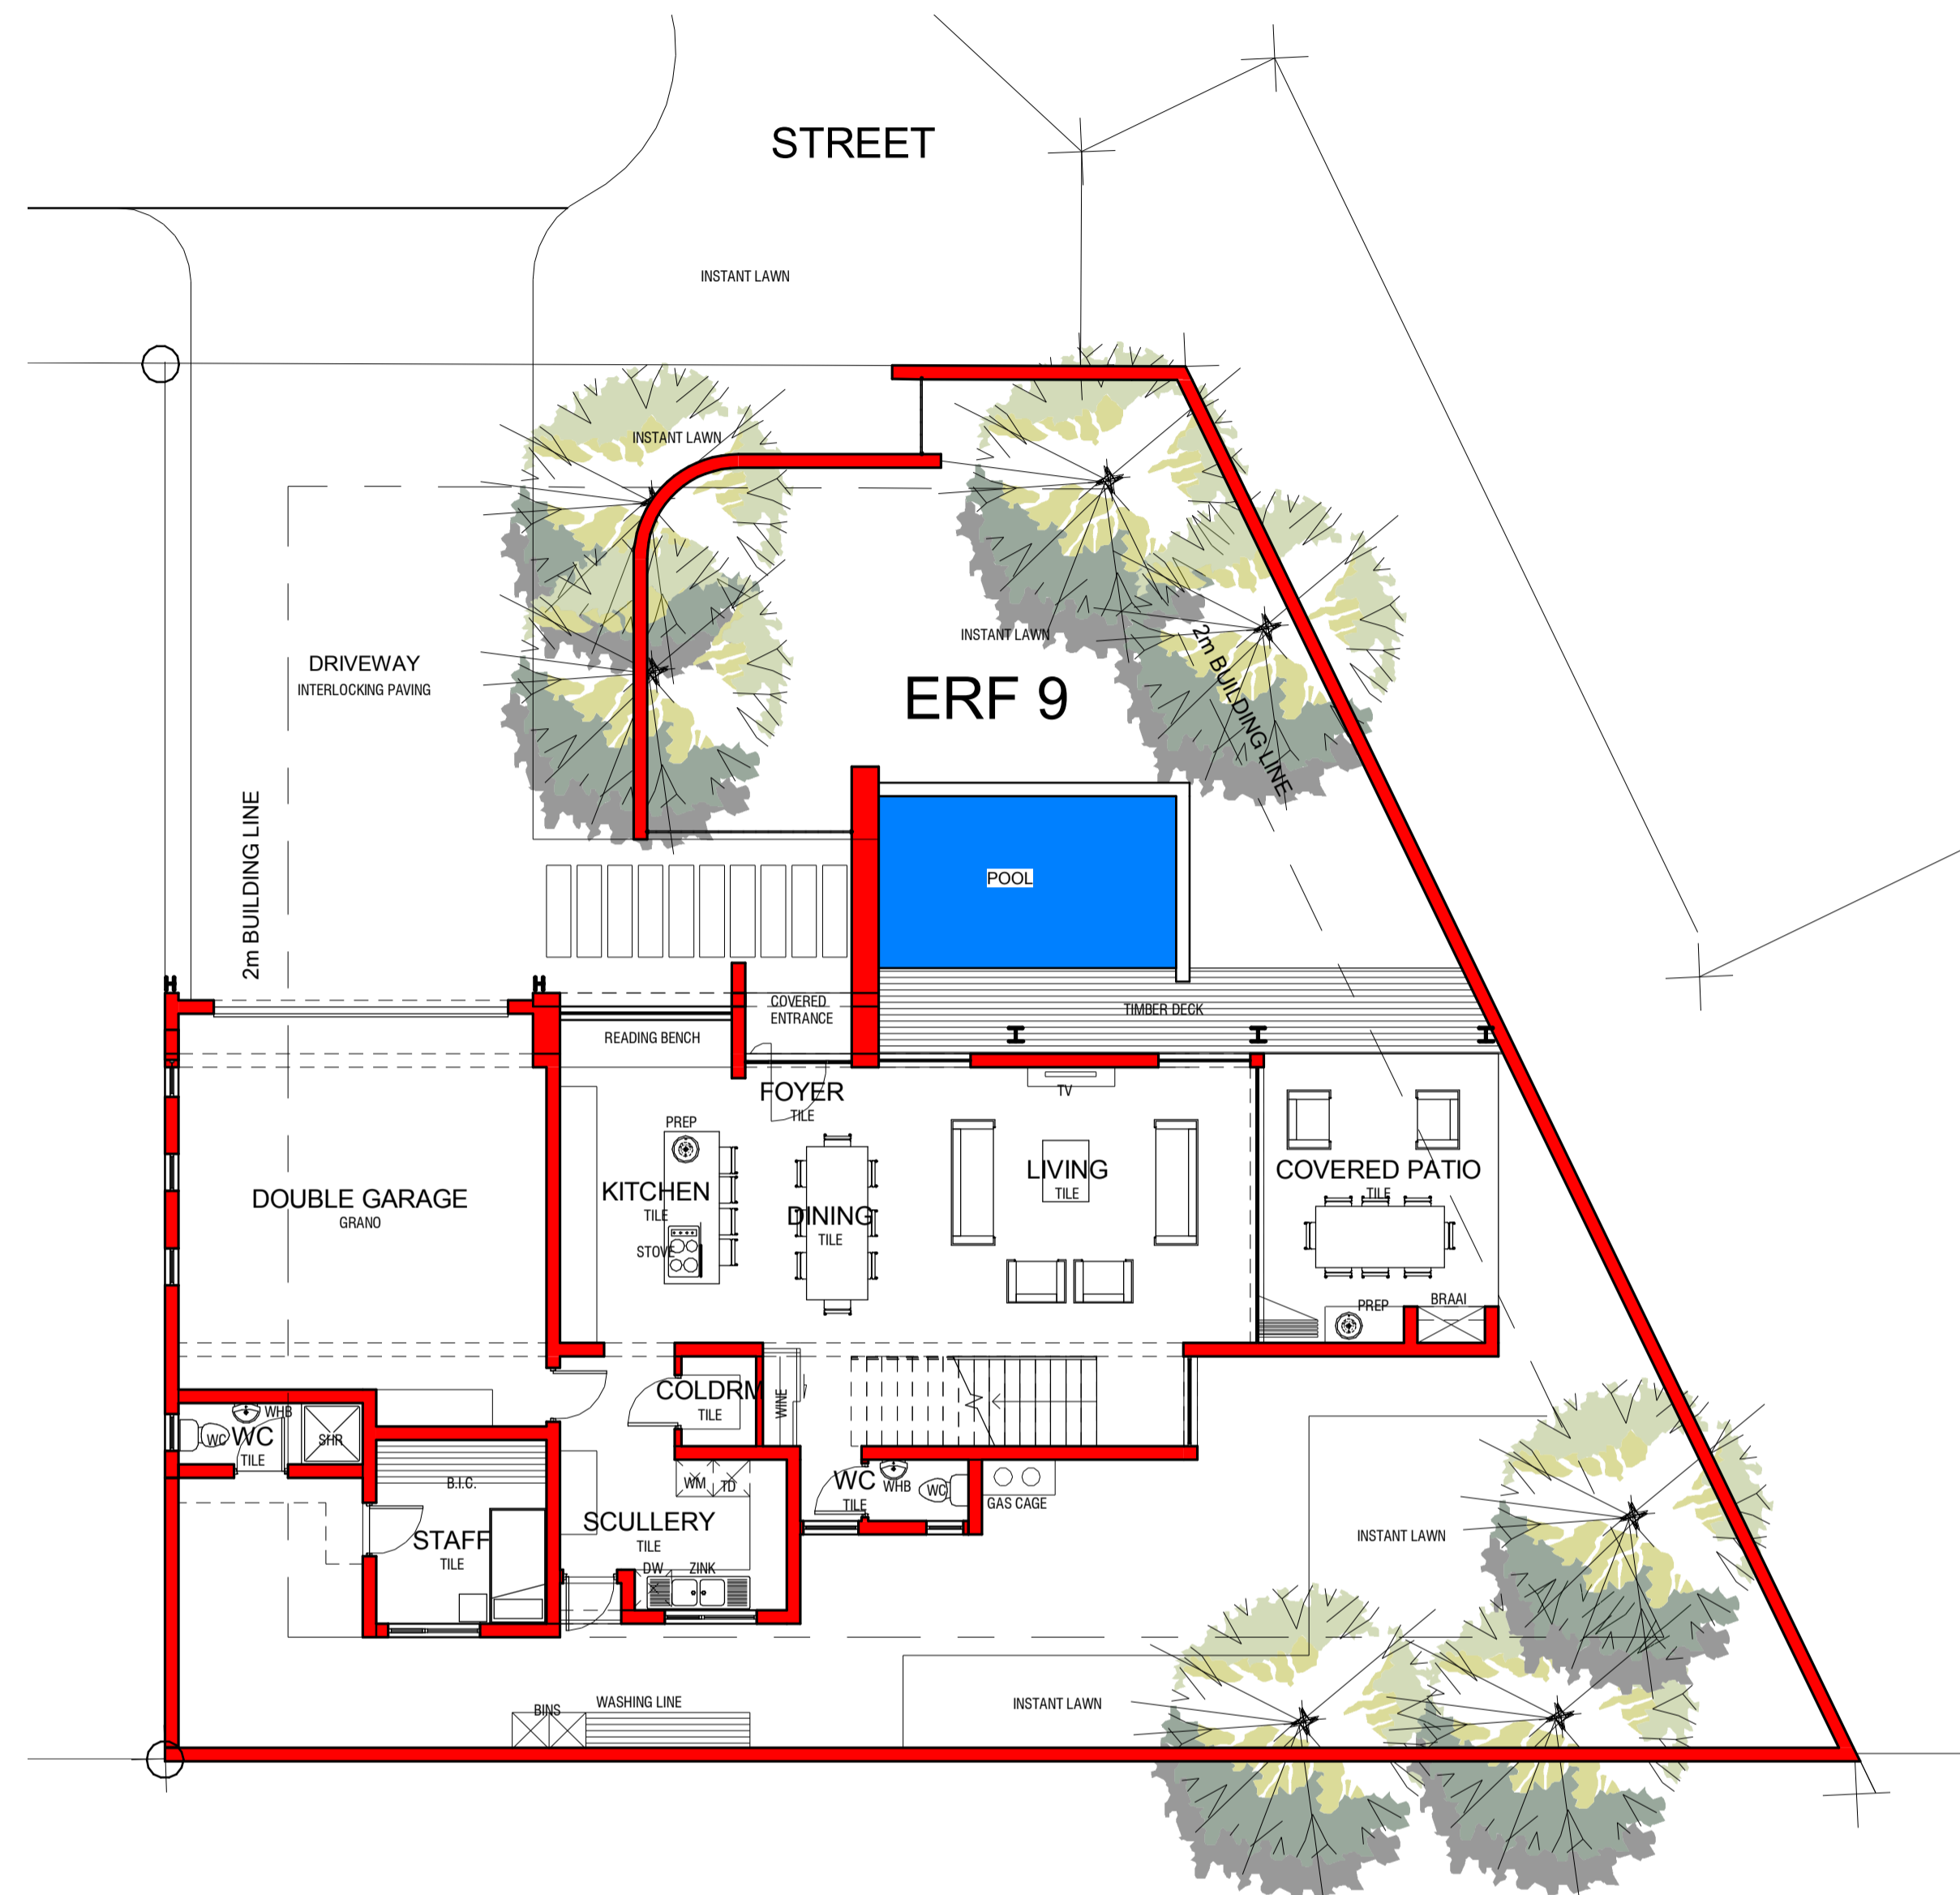 STREET
INSTANT LAWN
INSTANT LAWN
INSTANT LAWN
2m BUILDING LINE
DRIVEWAY
INTERLOCKING PAVING
ERF 9
2m BUILDING LINE
POOL
COVERED
ENTRANCE
TIMBER DECK
READING BENCH
FOYER
TILE
TV
PREP
KITCHEN
TILE
STOVE
DINING
TILE
LIVING
TILE
COVERED PATIO
TILE
DOUBLE GARAGE
GRANO
PREP
BRAAI
COLDRM
TILE
WINE
WHB
WC
WC
TILE
SHR
B.I.C.
WM
TD
WC
TILE
WHB
WC
GAS CAGE
STAFF
TILE
SCULLERY
TILE
DW
ZINK
INSTANT LAWN
BINS
WASHING LINE
INSTANT LAWN